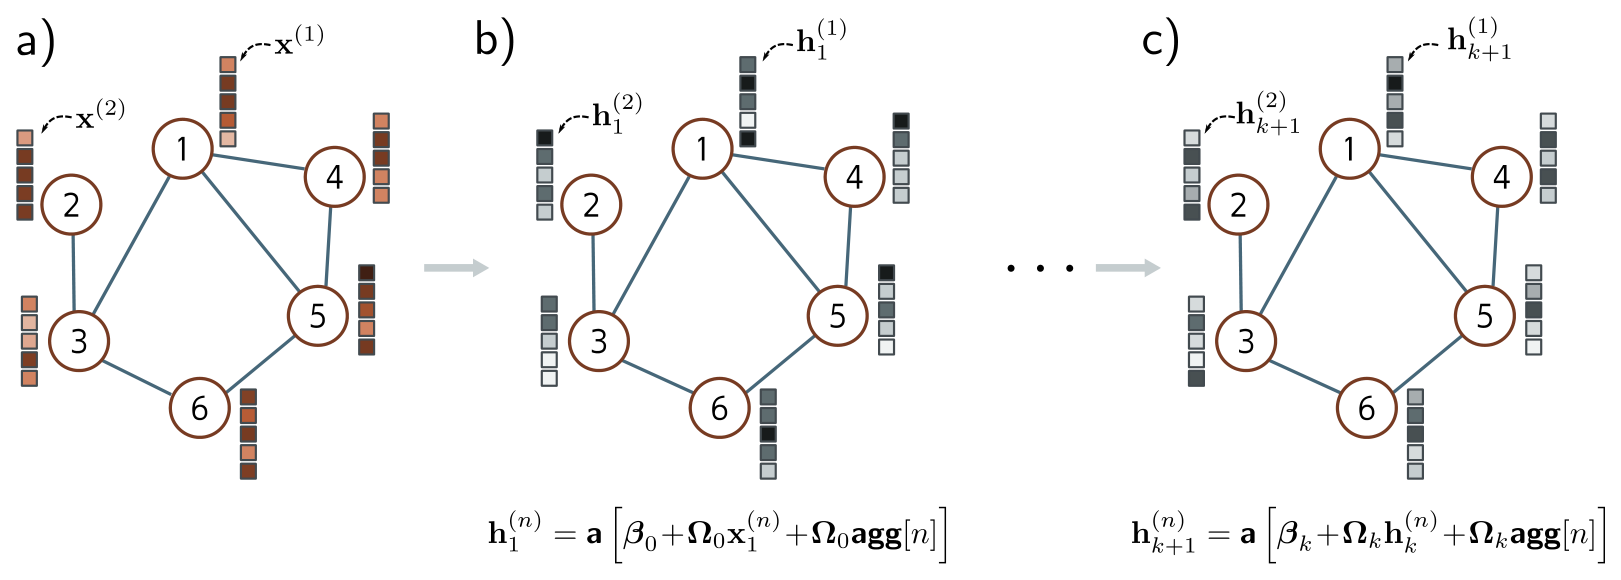 a)
x^{(1)}
x^{(2)}
1
2
3
4
5
6
b)
h_1^{(1)}
h_1^{(2)}
1
2
3
4
5
6
h_1^{(n)} = a [β_0 + Ω_0 x_1^{(n)} + Ω_0 agg[n]]
. . .
c)
h_{k+1}^{(1)}
h_{k+1}^{(2)}
1
2
3
4
5
6
h_{k+1}^{(n)} = a [β_k + Ω_k h_k^{(n)} + Ω_k agg[n]]